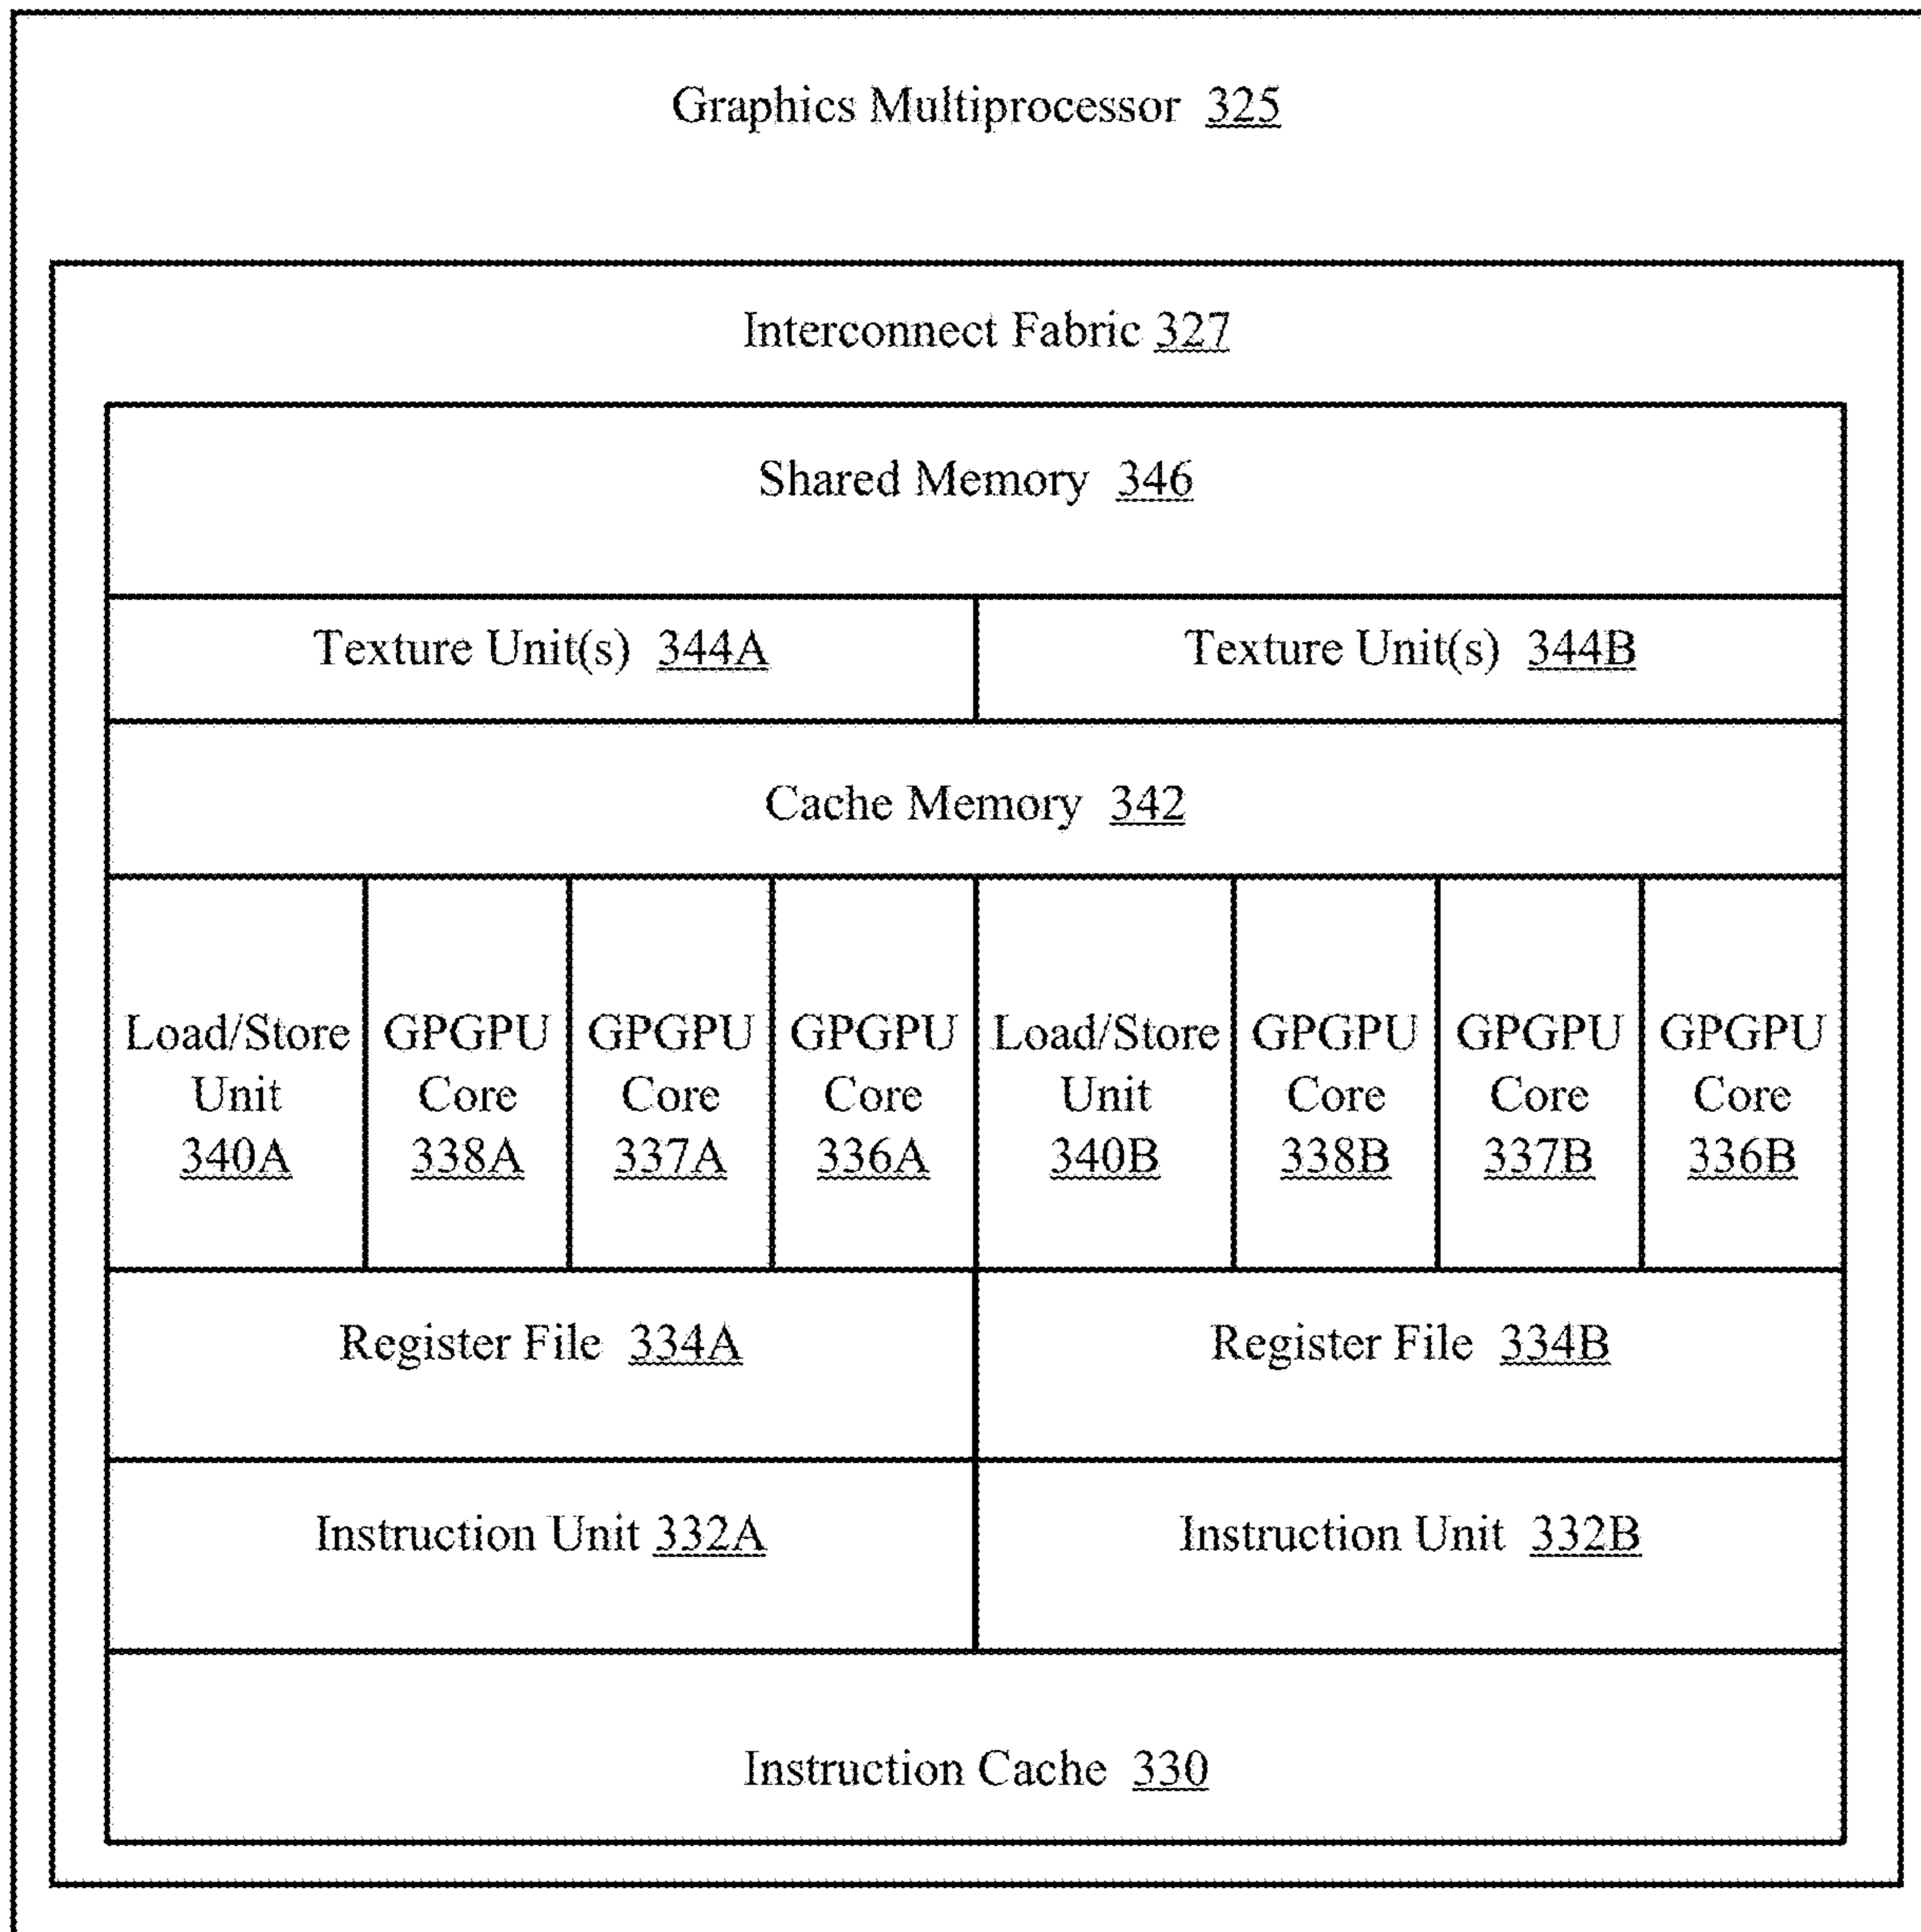 Graphics Multiprocessor 325
Interconnect Fabric 327
Shared Memory 346
Texture Unit(s) 344A
Texture Unit(s) 344B
Cache Memory 342
Load/Store
Unit
340A
GPGPU
Core
338A
GPGPU
Core
337A
GPGPU
Core
336A
Load/Store
Unit
340B
GPGPU
Core
338B
GPGPU
Core
337B
GPGPU
Core
336B
Register File 334A
Register File 334B
Instruction Unit 332A
Instruction Unit 332B
Instruction Cache 330